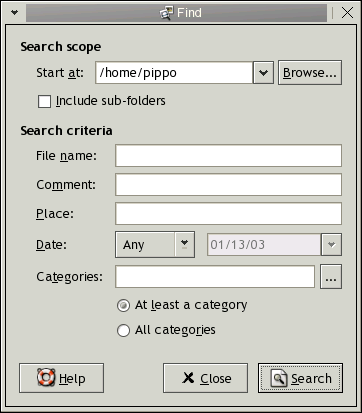 Find
Search scope
Start at: /home/pippo Browse...
Include sub-folders
Search criteria
File name:
Comment:
Place:
Date: Any 01/13/03
Categories: ...
At least a category
All categories
Help Close Search